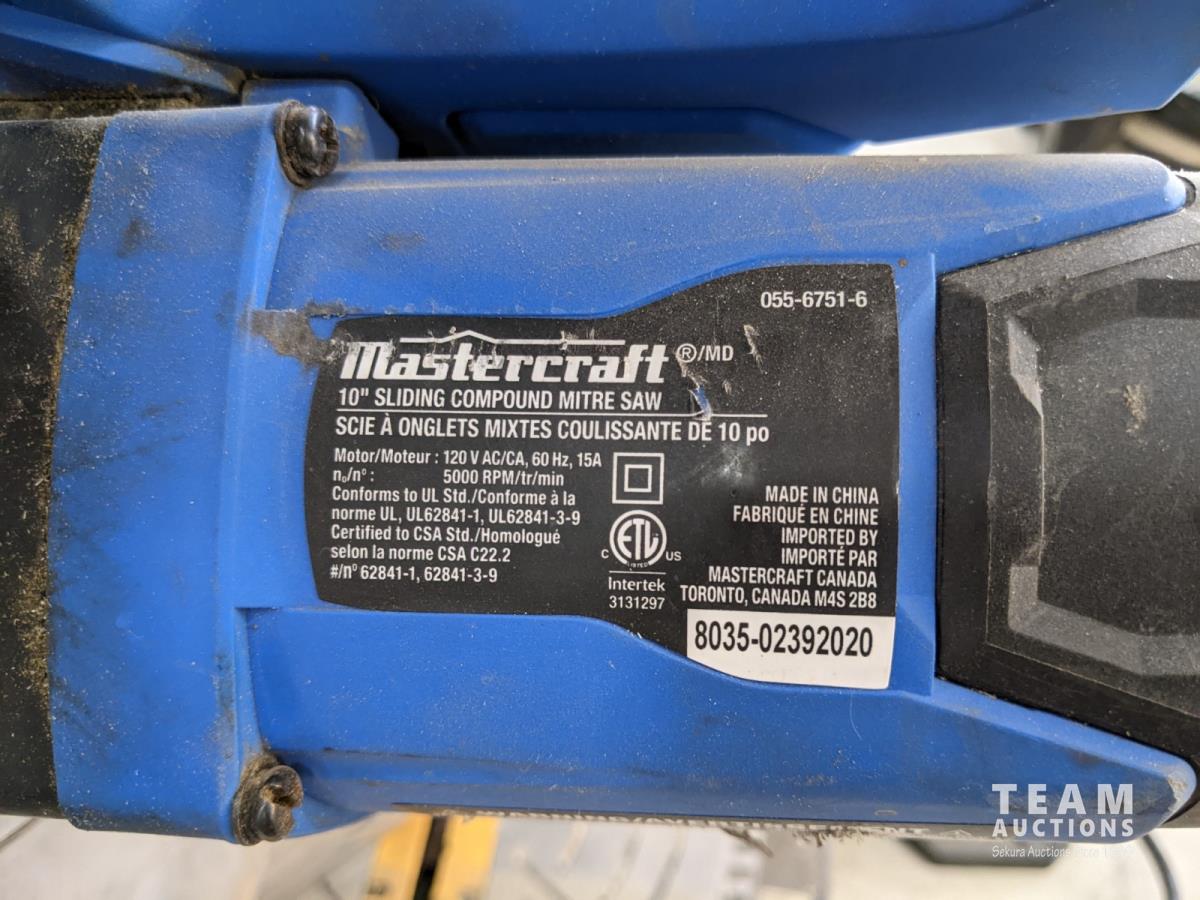 055-6751-6
Mastercraft ®/MD
10" SLIDING COMPOUND MITRE SAW
SCIE À ONGLETS MIXTES COULISSANTE DE 10 po
Motor/Moteur : 120 V AC/CA, 60 Hz, 15A
n₀/n° : 5000 RPM/tr/min
Conforms to UL Std./Conforme à la
norme UL, UL62841-1, UL62841-3-9
Certified to CSA Std./Homologué
selon la norme CSA C22.2
#/n° 62841-1, 62841-3-9
C ETL US
LISTED
Intertek
3131297
MADE IN CHINA
FABRIQUÉ EN CHINE
IMPORTED BY
IMPORTÉ PAR
MASTERCRAFT CANADA
TORONTO, CANADA M4S 2B8
8035-02392020
TEAM
AUCTIONS
Sekura Auctions